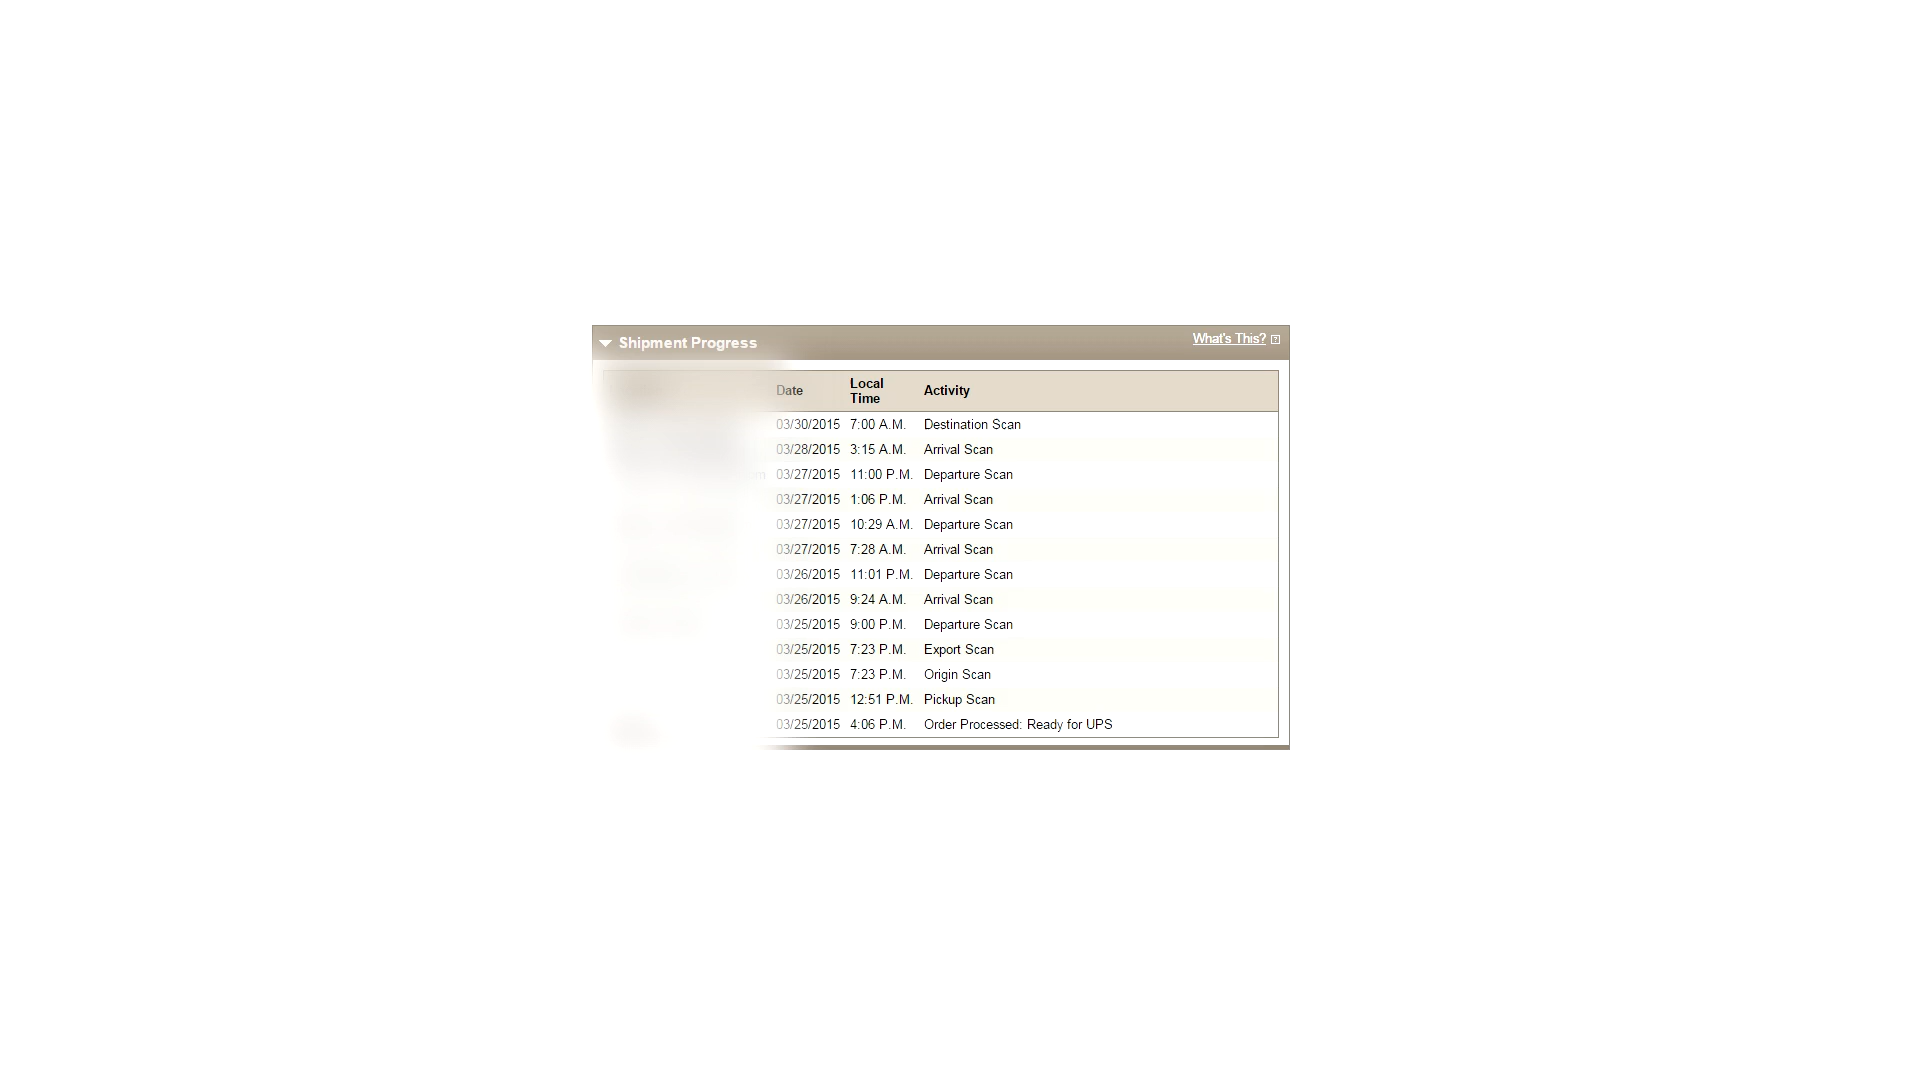 Shipment Progress What's This? ?
Date Local Time Activity
03/30/2015 7:00 A.M. Destination Scan
03/28/2015 3:15 A.M. Arrival Scan
03/27/2015 11:00 P.M. Departure Scan
03/27/2015 1:06 P.M. Arrival Scan
03/27/2015 10:29 A.M. Departure Scan
03/27/2015 7:28 A.M. Arrival Scan
03/26/2015 11:01 P.M. Departure Scan
03/26/2015 9:24 A.M. Arrival Scan
03/25/2015 9:00 P.M. Departure Scan
03/25/2015 7:23 P.M. Export Scan
03/25/2015 7:23 P.M. Origin Scan
03/25/2015 12:51 P.M. Pickup Scan
03/25/2015 4:06 P.M. Order Processed: Ready for UPS